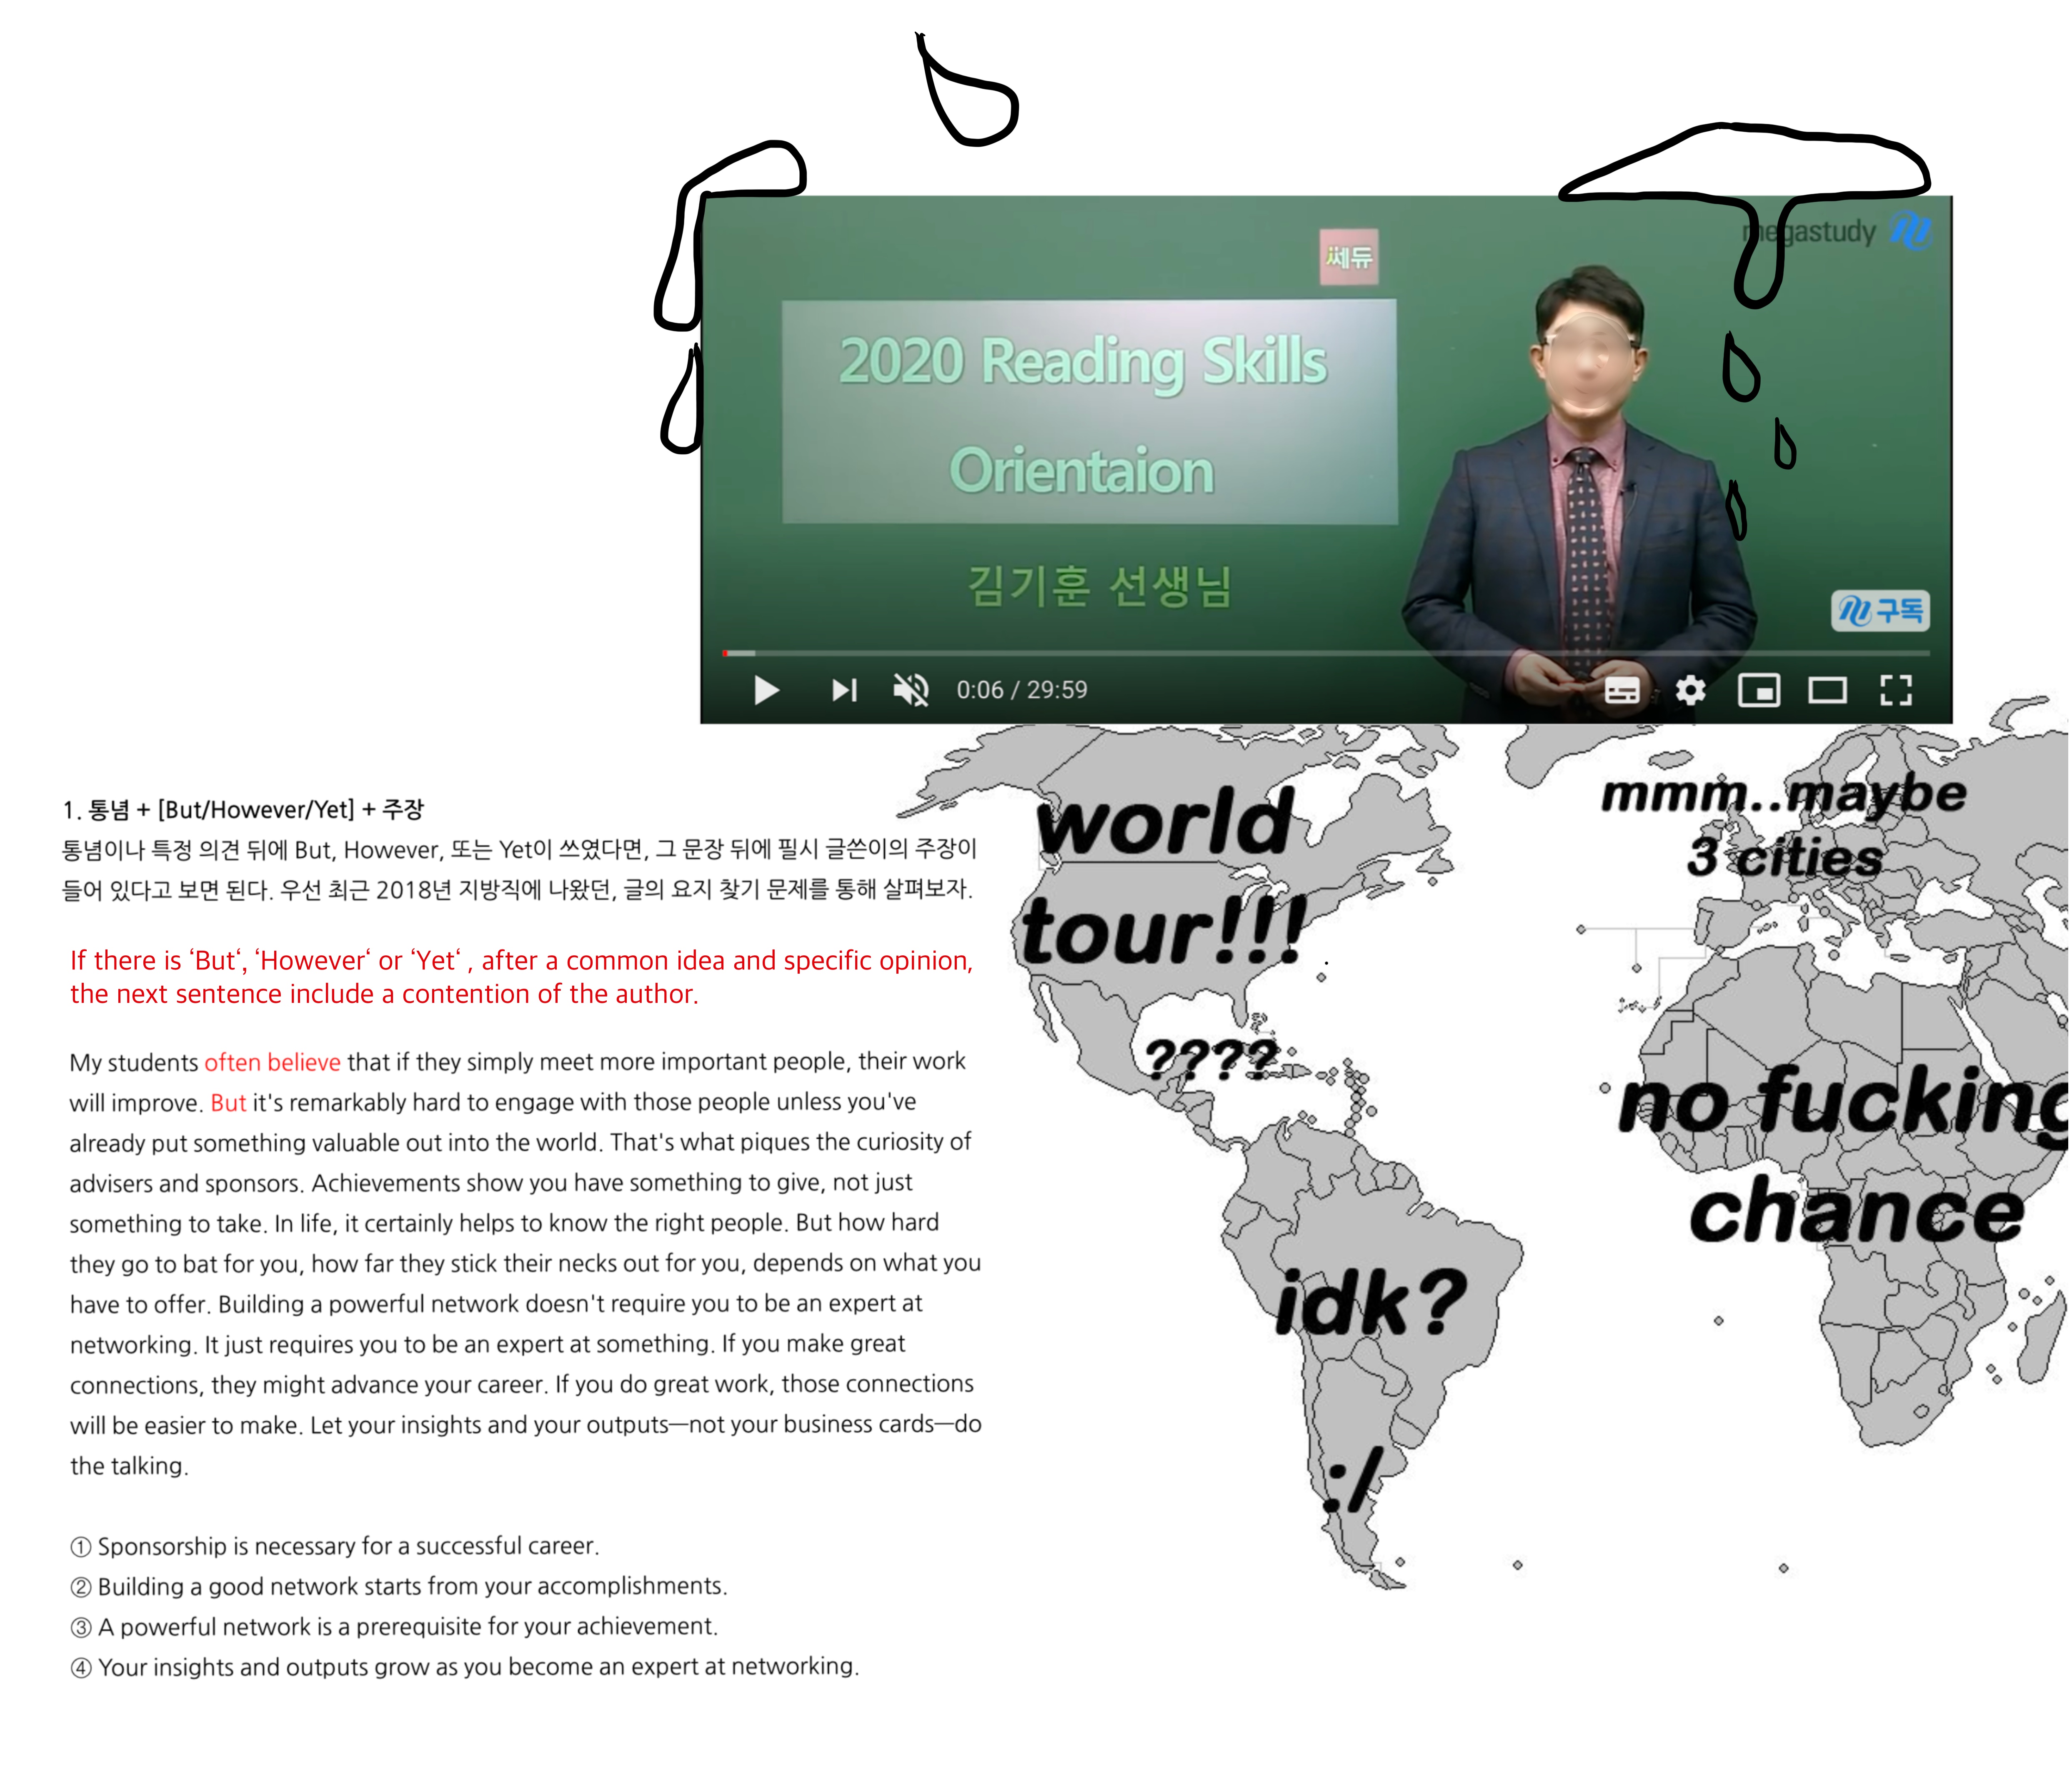 megastudy
쎄듀
2020 Reading Skills
Orientaion
김기훈 선생님
구독
0:06 / 29:59
1. 통념 + [But/However/Yet] + 주장
통념이나 특정 의견 뒤에 But, However, 또는 Yet이 쓰였다면, 그 문장 뒤에 필시 글쓴이의 주장이
들어 있다고 보면 된다. 우선 최근 2018년 지방직에 나왔던, 글의 요지 찾기 문제를 통해 살펴보자.
If there is ‘But‘, ‘However‘ or ‘Yet‘ , after a common idea and specific opinion,
the next sentence include a contention of the author.
My students often believe that if they simply meet more important people, their work
will improve. But it's remarkably hard to engage with those people unless you've
already put something valuable out into the world. That's what piques the curiosity of
advisers and sponsors. Achievements show you have something to give, not just
something to take. In life, it certainly helps to know the right people. But how hard
they go to bat for you, how far they stick their necks out for you, depends on what you
have to offer. Building a powerful network doesn't require you to be an expert at
networking. It just requires you to be an expert at something. If you make great
connections, they might advance your career. If you do great work, those connections
will be easier to make. Let your insights and your outputs—not your business cards—do
the talking.
① Sponsorship is necessary for a successful career.
② Building a good network starts from your accomplishments.
③ A powerful network is a prerequisite for your achievement.
④ Your insights and outputs grow as you become an expert at networking.
world
tour!!!
????
idk?
:/
mmm..maybe
3 cities
no fucking
chance